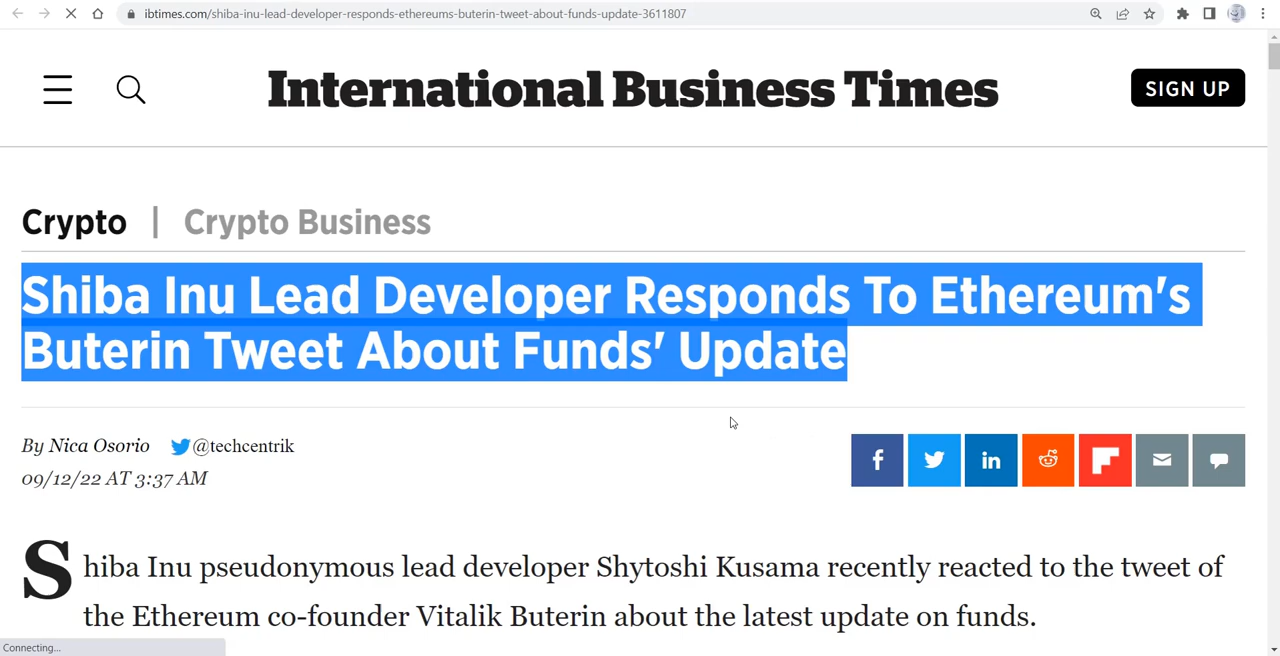 ibtimes.com/shiba-inu-lead-developer-responds-ethereums-buterin-tweet-about-funds-update-3611807
International Business Times
SIGN UP
Crypto | Crypto Business
Shiba Inu Lead Developer Responds To Ethereum's
Buterin Tweet About Funds' Update
By Nica Osorio @techcentrik
09/12/22 AT 3:37 AM
Shiba Inu pseudonymous lead developer Shytoshi Kusama recently reacted to the tweet of
the Ethereum co-founder Vitalik Buterin about the latest update on funds.
Connecting...